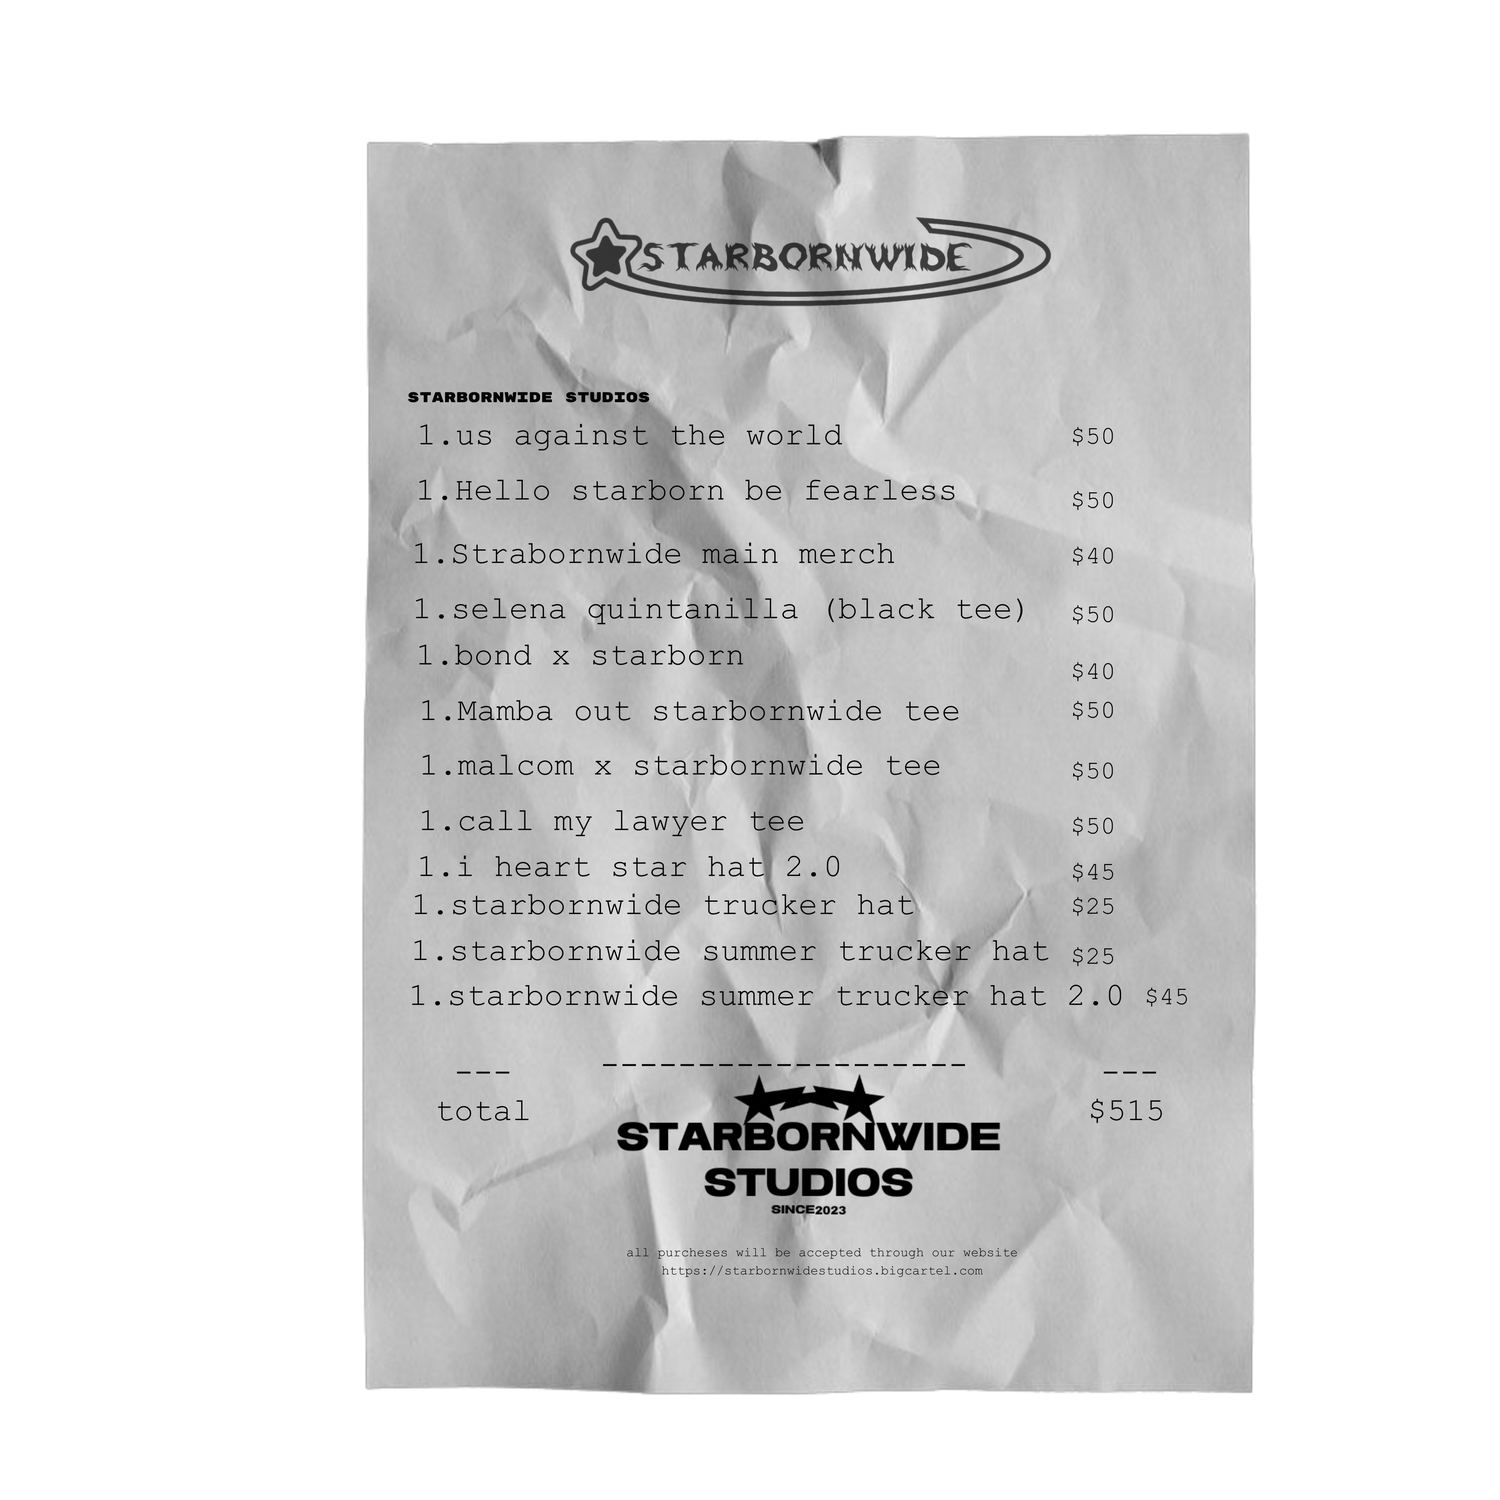 STARBORNWIDE
STARBORNWIDE STUDIOS
1.us against the world $50
1.Hello starborn be fearless $50
1.Strabornwide main merch $40
1.selena quintanilla (black tee) $50
1.bond x starborn $40
1.Mamba out starbornwide tee $50
1.malcom x starbornwide tee $50
1.call my lawyer tee $50
1.i heart star hat 2.0 $45
1.starbornwide trucker hat $25
1.starbornwide summer trucker hat $25
1.starbornwide summer trucker hat 2.0 $45
--- ------------------- ---
total $515
STARBORNWIDE
STUDIOS
SINCE2023
all purcheses will be accepted through our website
https://starbornwidestudios.bigcartel.com